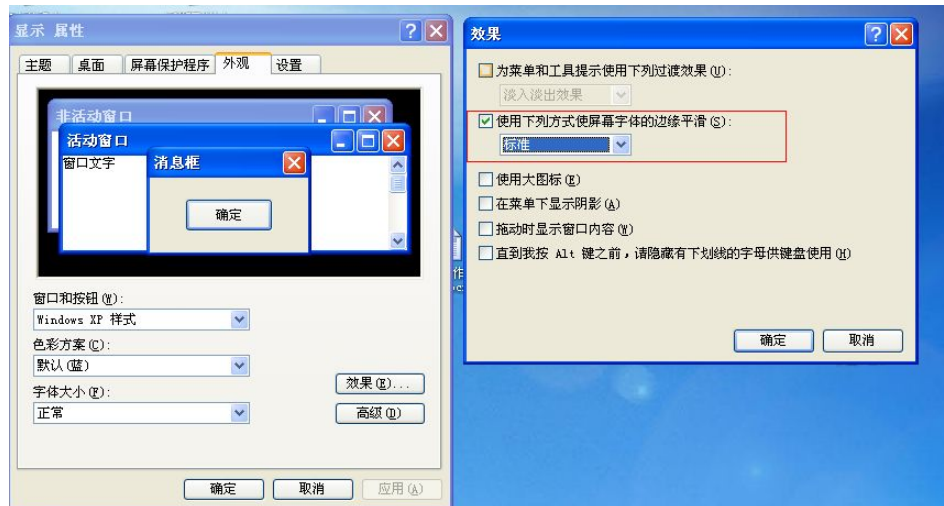 显示 属性
主题 桌面 屏幕保护程序 外观 设置
非活动窗口
活动窗口
窗口文字
消息框
确定
窗口和按钮(W):
Windows XP 样式
色彩方案(C):
默认(蓝)
字体大小(F):
正常
效果(E)...
高级(D)
确定 取消 应用(A)
效果
为菜单和工具提示使用下列过渡效果(U):
淡入淡出效果
使用下列方式使屏幕字体的边缘平滑(S):
标准
使用大图标(E)
在菜单下显示阴影(A)
拖动时显示窗口内容(W)
直到我按 Alt 键之前，请隐藏有下划线的字母供键盘使用(H)
确定 取消
作